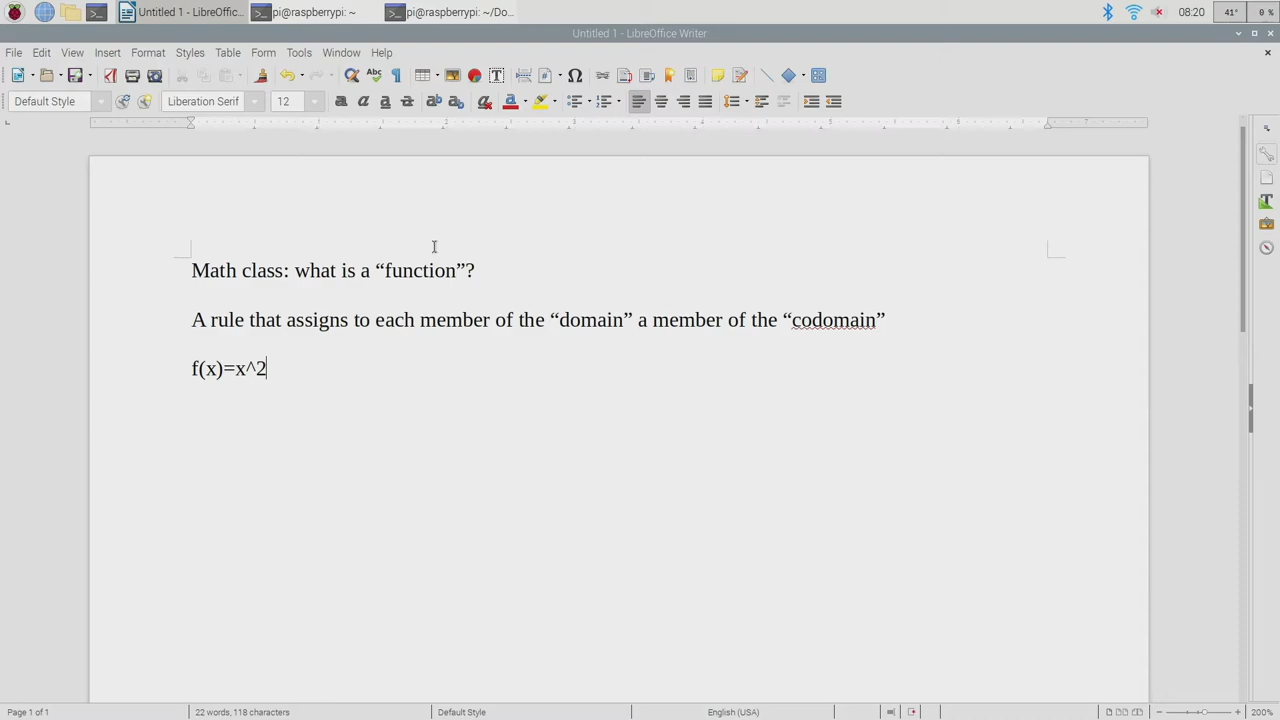 Untitled 1 - LibreOffic...
pi@raspberrypi: ~
pi@raspberrypi: ~/Do...
08:20
41°
0 %
Untitled 1 - LibreOffice Writer
File Edit View Insert Format Styles Table Form Tools Window Help
Default Style
Liberation Serif
12
Math class: what is a “function”?
A rule that assigns to each member of the “domain” a member of the “codomain”
f(x)=x^2
Page 1 of 1
22 words, 118 characters
Default Style
English (USA)
200%